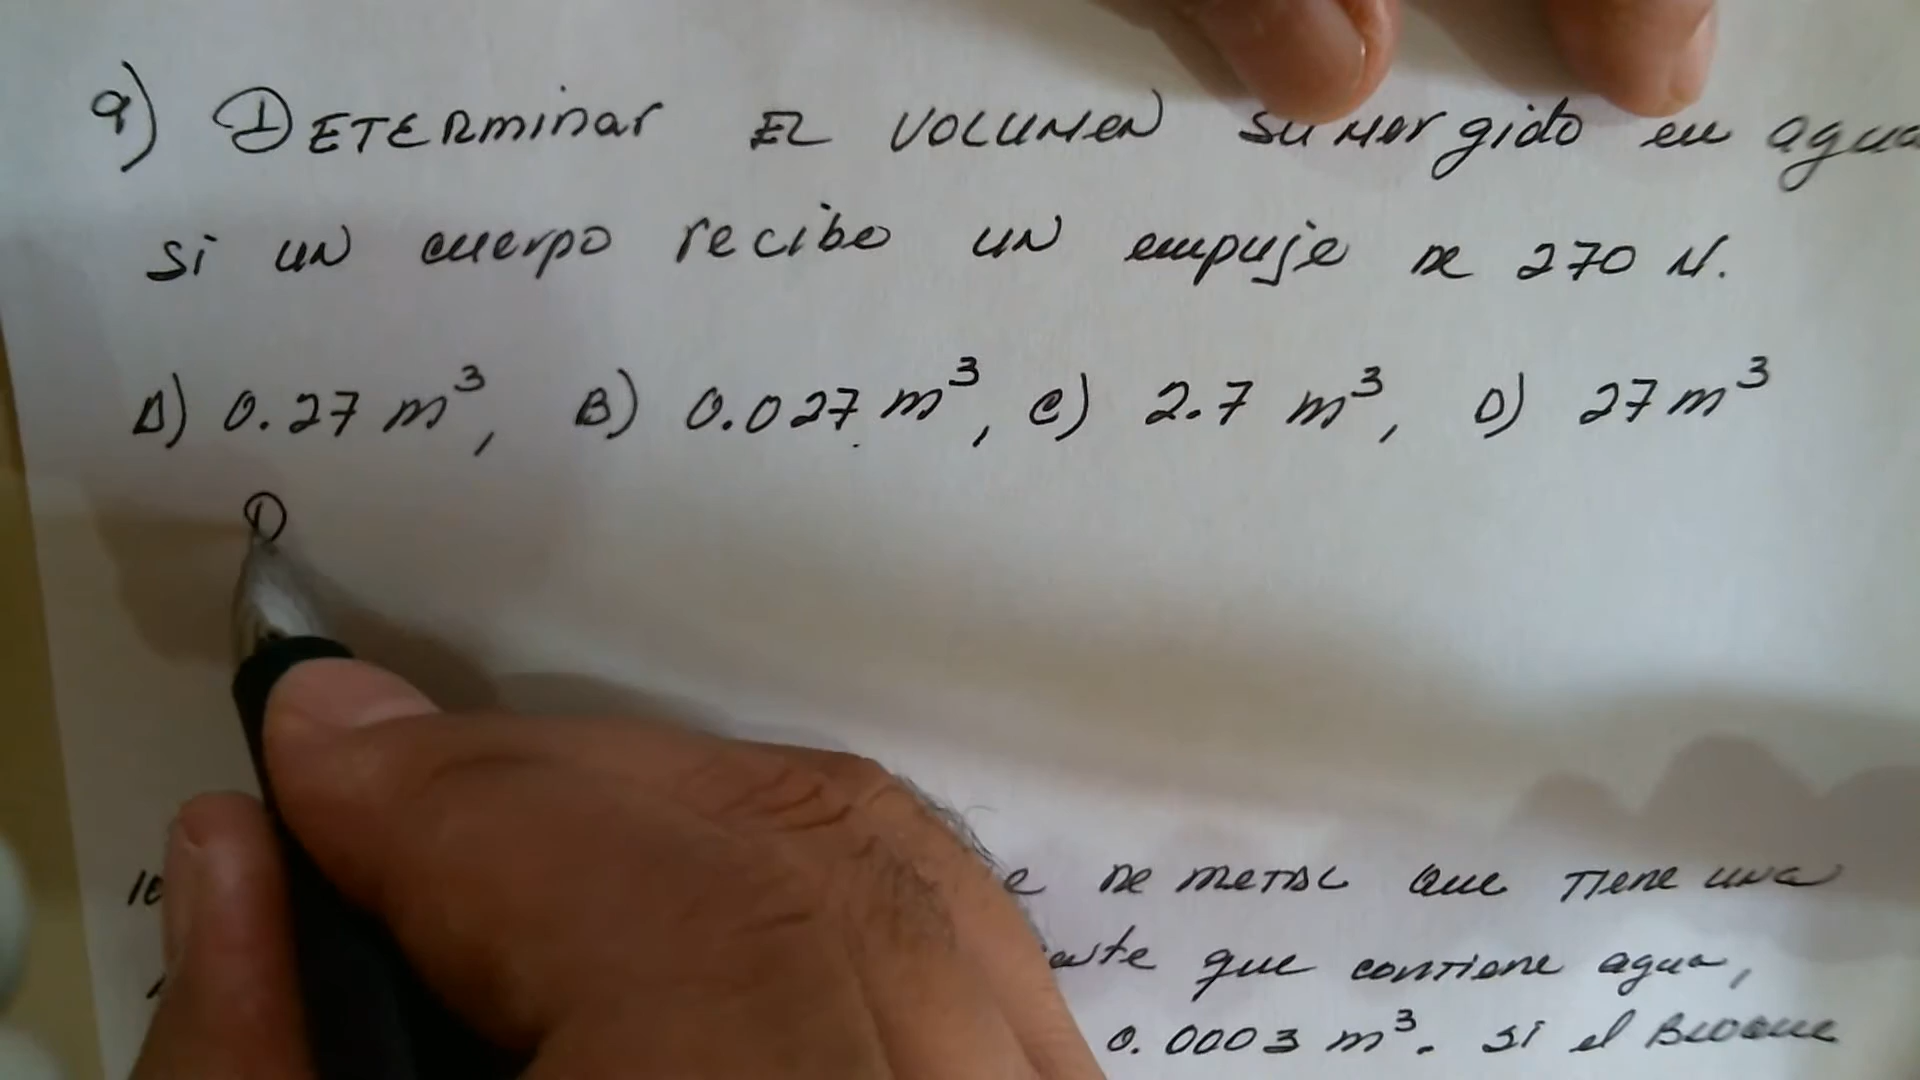 9) DETERMINAR EL VOLUMEN SUMERGIDO en agua
si un cuerpo recibe un empuje DE 270 N.
A) 0.27 m³, B) 0.027 m³, C) 2.7 m³, D) 27 m³
D
10 DE METAL que TIENE una
que contiene agua,
0.0003 m³. si el BLOQUE